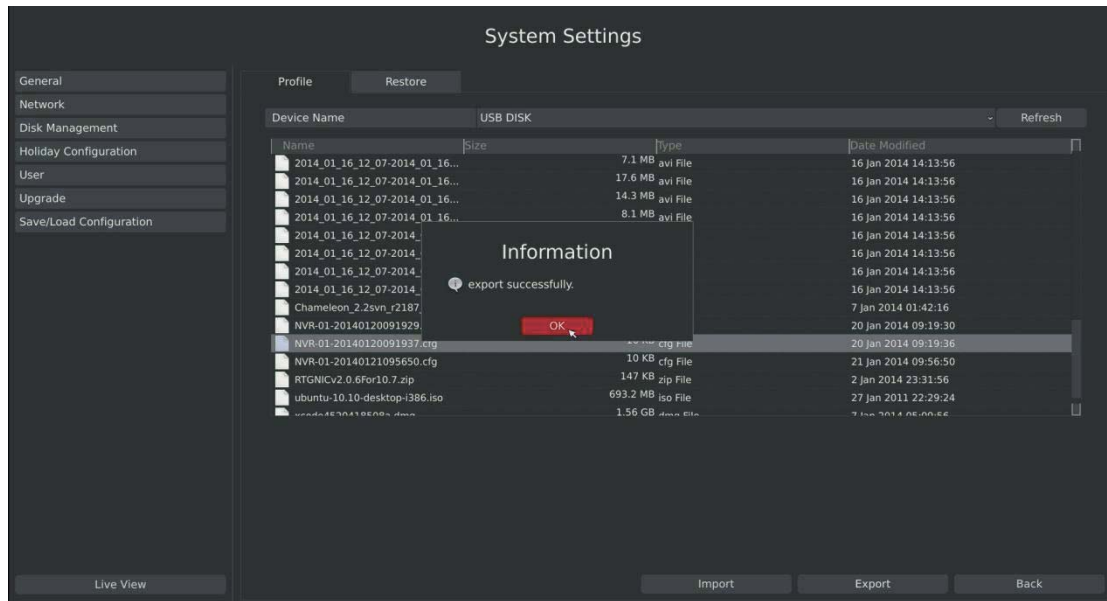 System Settings
General
Network
Disk Management
Holiday Configuration
User
Upgrade
Save/Load Configuration
Live View
Profile Restore
Device Name USB DISK Refresh
Name Size Type Date Modified
2014_01_16_12_07-2014_01_16... 7.1 MB avi File 16 Jan 2014 14:13:56
2014_01_16_12_07-2014_01_16... 17.6 MB avi File 16 Jan 2014 14:13:56
2014_01_16_12_07-2014_01_16... 14.3 MB avi File 16 Jan 2014 14:13:56
2014_01_16_12_07-2014_01_16... 8.1 MB avi File 16 Jan 2014 14:13:56
2014_01_16_12_07-2014_ 16 Jan 2014 14:13:56
2014_01_16_12_07-2014_ 16 Jan 2014 14:13:56
2014_01_16_12_07-2014_ 16 Jan 2014 14:13:56
2014_01_16_12_07-2014_ 16 Jan 2014 14:13:56
Chameleon_2.2svn_r2187_ 7 Jan 2014 01:42:16
NVR-01-20140120091929. 20 Jan 2014 09:19:30
NVR-01-20140120091937.cfg cfg File 20 Jan 2014 09:19:36
NVR-01-20140121095650.cfg 10 KB cfg File 21 Jan 2014 09:56:50
RTGNICv2.0.6For10.7.zip 147 KB zip File 2 Jan 2014 23:31:56
ubuntu-10.10-desktop-i386.iso 693.2 MB iso File 27 Jan 2011 22:29:24
1.56 GB dmg File
Information
export successfully.
OK
Import Export Back